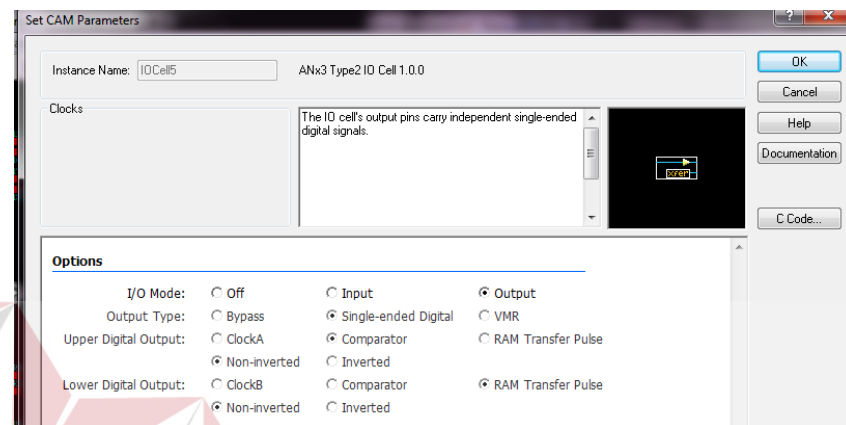 Set CAM Parameters
? x
Instance Name: IOCell5 ANx3 Type2 IO Cell 1.0.0
OK
Cancel
Help
Documentation
C Code...
Clocks
The IO cell's output pins carry independent single-ended
digital signals.
Options
I/O Mode: Off Input Output
Output Type: Bypass Single-ended Digital VMR
Upper Digital Output: ClockA Comparator RAM Transfer Pulse
Non-inverted Inverted
Lower Digital Output: ClockB Comparator RAM Transfer Pulse
Non-inverted Inverted